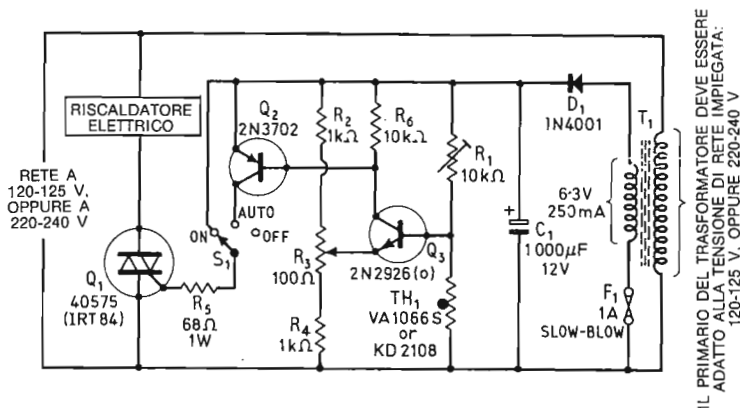 RISCALDATORE
ELETTRICO
RETE A
120-125 V,
OPPURE A
220-240 V
Q1
40575
(IRT 84)
R5
68Ω
1W
ON
AUTO
OFF
S1
Q2
2N3702
R2
1kΩ
R6
10kΩ
R1
10kΩ
R3
100Ω
Q3
2N2926(o)
R4
1kΩ
TH1
VA1066S
or
KD2108
+
C1
1000µF
12V
D1
1N4001
T1
6·3V
250mA
F1
1A
SLOW-BLOW
IL PRIMARIO DEL TRASFORMATORE DEVE ESSERE
ADATTO ALLA TENSIONE DI RETE IMPIEGATA:
120-125 V, OPPURE 220-240 V